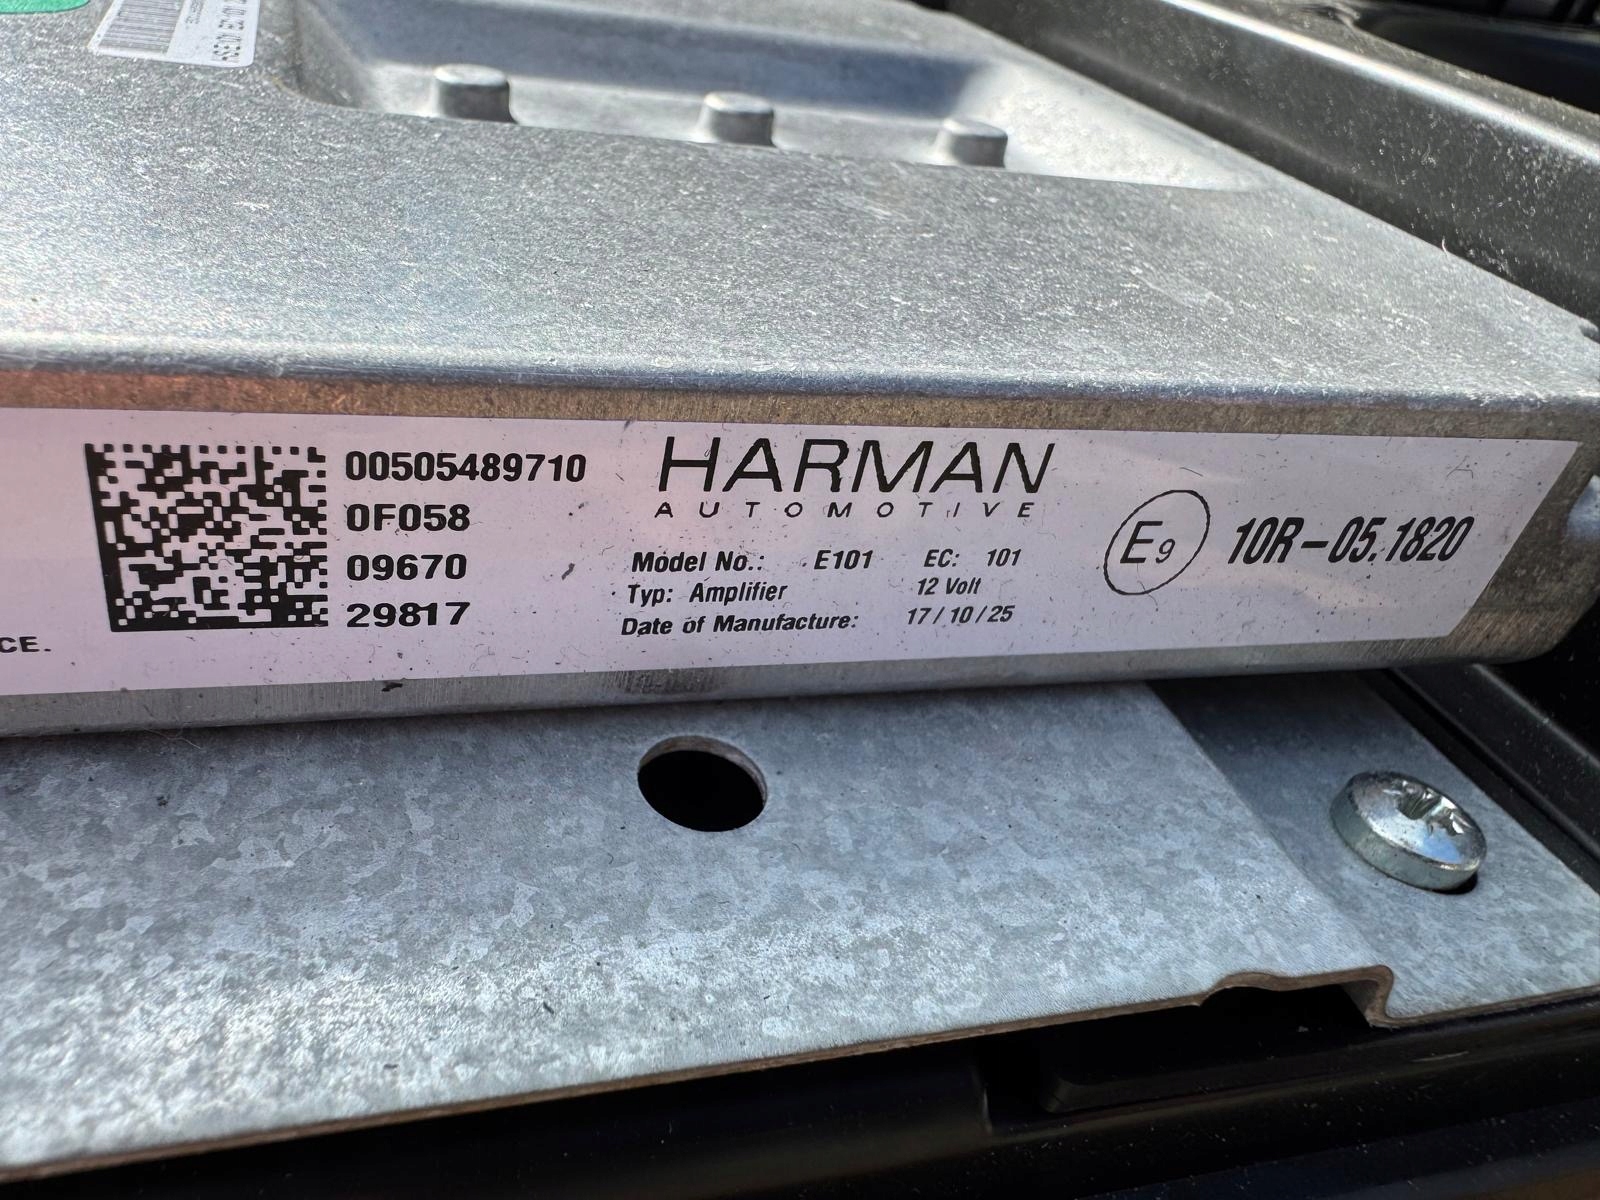 00505489710
0F058
09670
29817
CE.
HARMAN
AUTOMOTIVE
Model No.: E101 EC: 101
Typ: Amplifier 12 Volt
Date of Manufacture: 17/10/25
E9
10R-05.1820